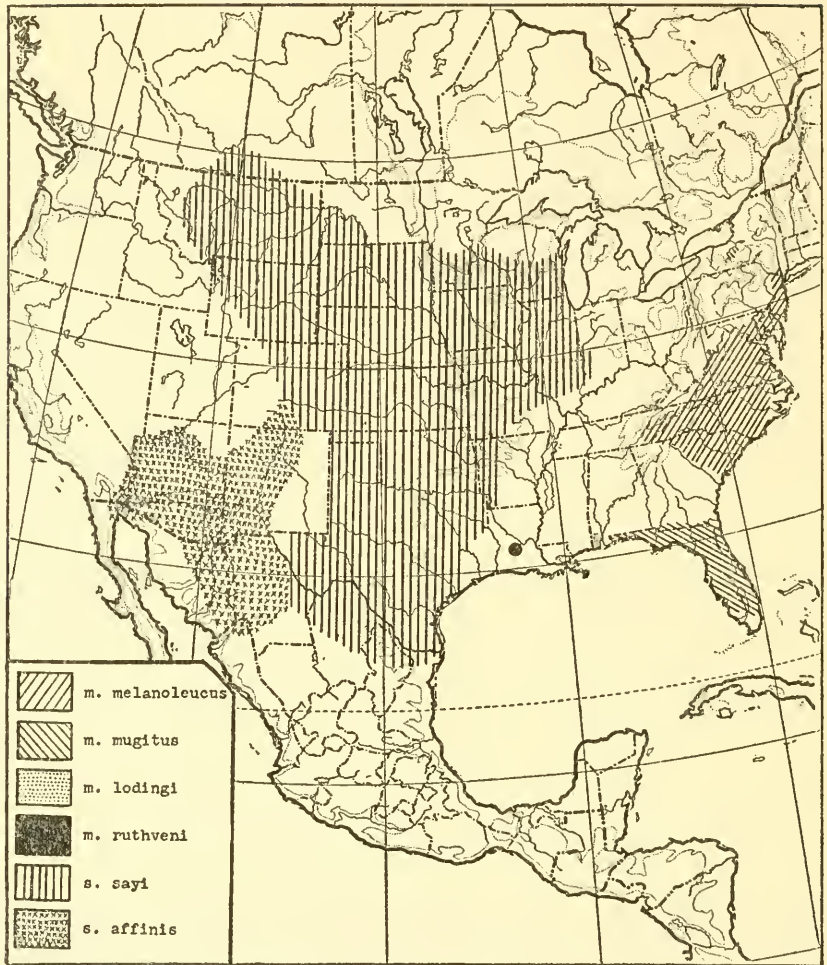 m. melanoleucus
m. mugitus
m. lodingi
m. ruthveni
s. sayi
s. affinis